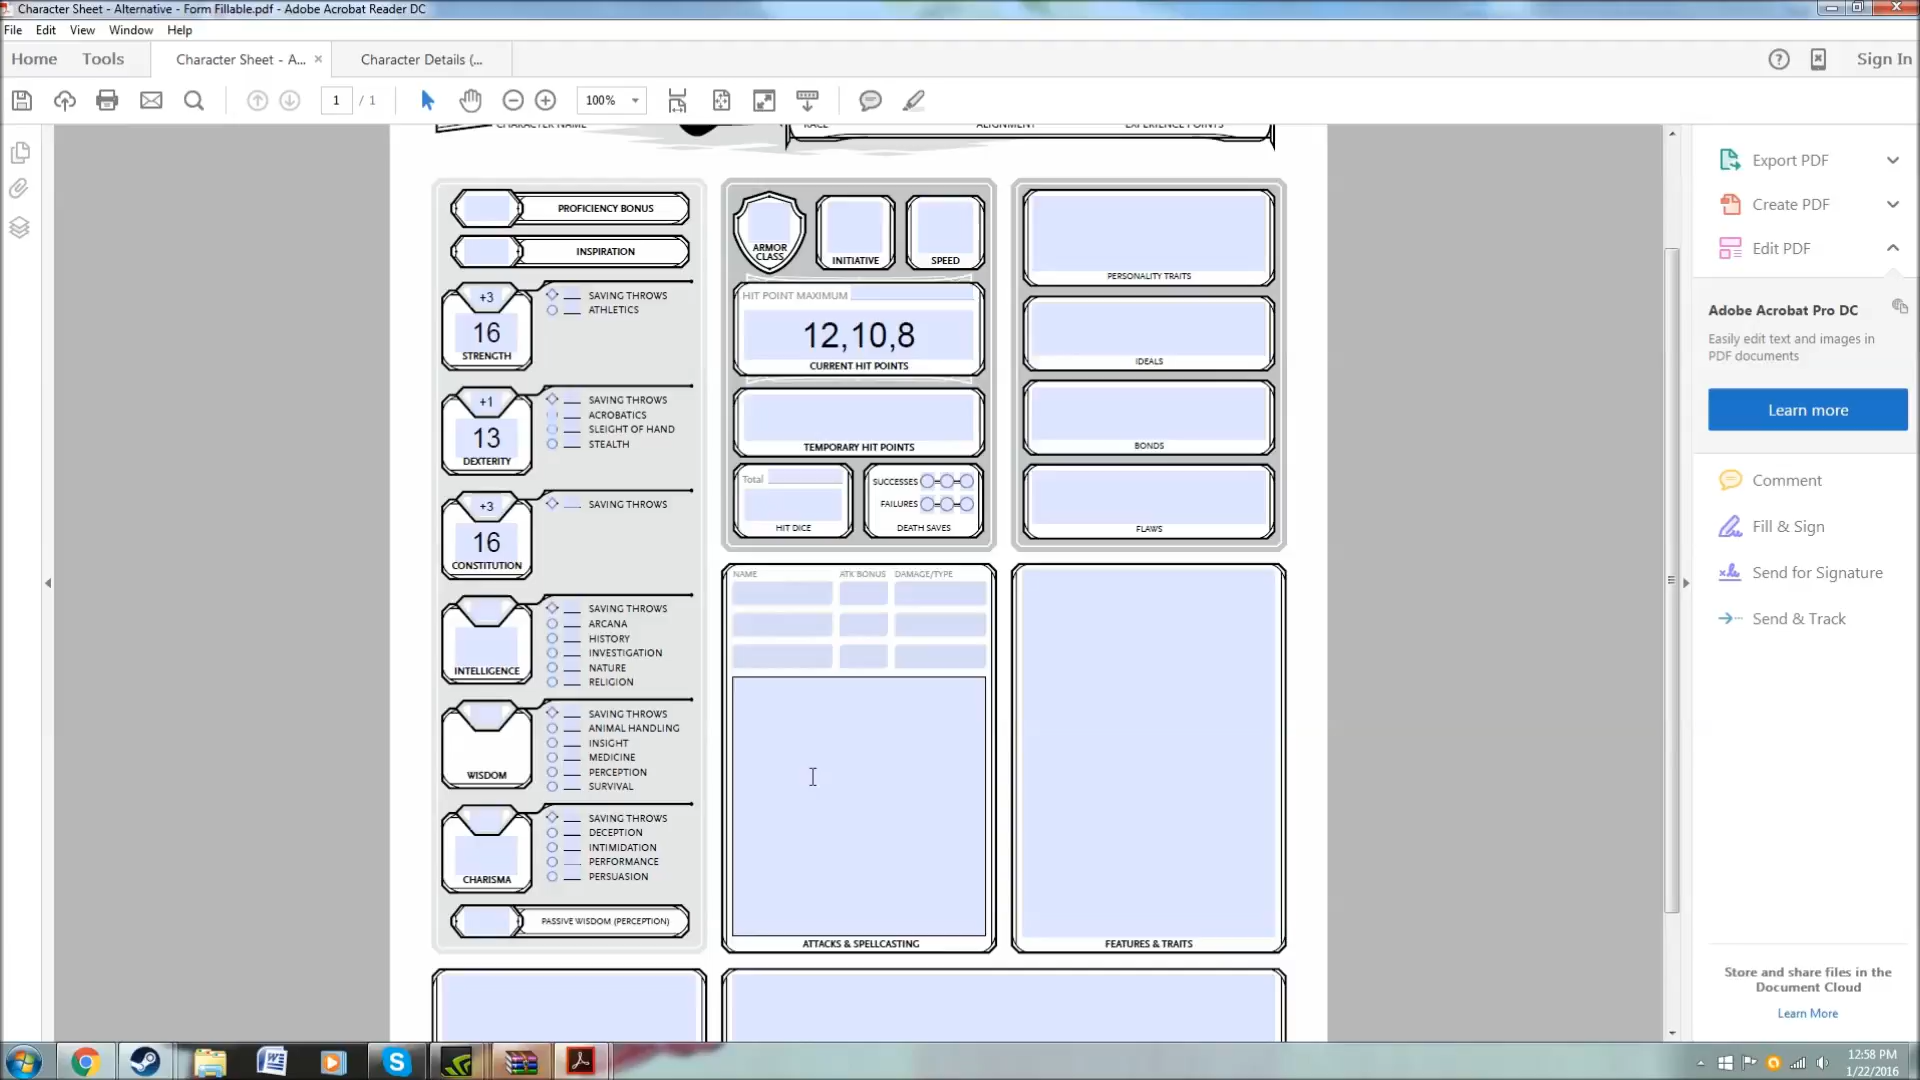 Character Sheet - Alternative - Form Fillable.pdf - Adobe Acrobat Reader DC
File Edit View Window Help
Home Tools Character Sheet - A... × Character Details (... Sign In
1 / 1 100%
CHARACTER NAME RACE ALIGNMENT EXPERIENCE POINTS
PROFICIENCY BONUS
INSPIRATION
+3
16
STRENGTH
SAVING THROWS
ATHLETICS
+1
13
DEXTERITY
SAVING THROWS
ACROBATICS
SLEIGHT OF HAND
STEALTH
+3
16
CONSTITUTION
SAVING THROWS
INTELLIGENCE
SAVING THROWS
ARCANA
HISTORY
INVESTIGATION
NATURE
RELIGION
WISDOM
SAVING THROWS
ANIMAL HANDLING
INSIGHT
MEDICINE
PERCEPTION
SURVIVAL
CHARISMA
SAVING THROWS
DECEPTION
INTIMIDATION
PERFORMANCE
PERSUASION
PASSIVE WISDOM (PERCEPTION)
ARMOR
CLASS
INITIATIVE
SPEED
HIT POINT MAXIMUM
12,10,8
CURRENT HIT POINTS
TEMPORARY HIT POINTS
Total
HIT DICE
SUCCESSES
FAILURES
DEATH SAVES
NAME ATK BONUS DAMAGE/TYPE
ATTACKS & SPELLCASTING
PERSONALITY TRAITS
IDEALS
BONDS
FLAWS
FEATURES & TRAITS
Export PDF
Create PDF
Edit PDF
Adobe Acrobat Pro DC
Easily edit text and images in
PDF documents
Learn more
Comment
Fill & Sign
Send for Signature
Send & Track
Store and share files in the
Document Cloud
Learn More
12:58 PM
1/22/2016